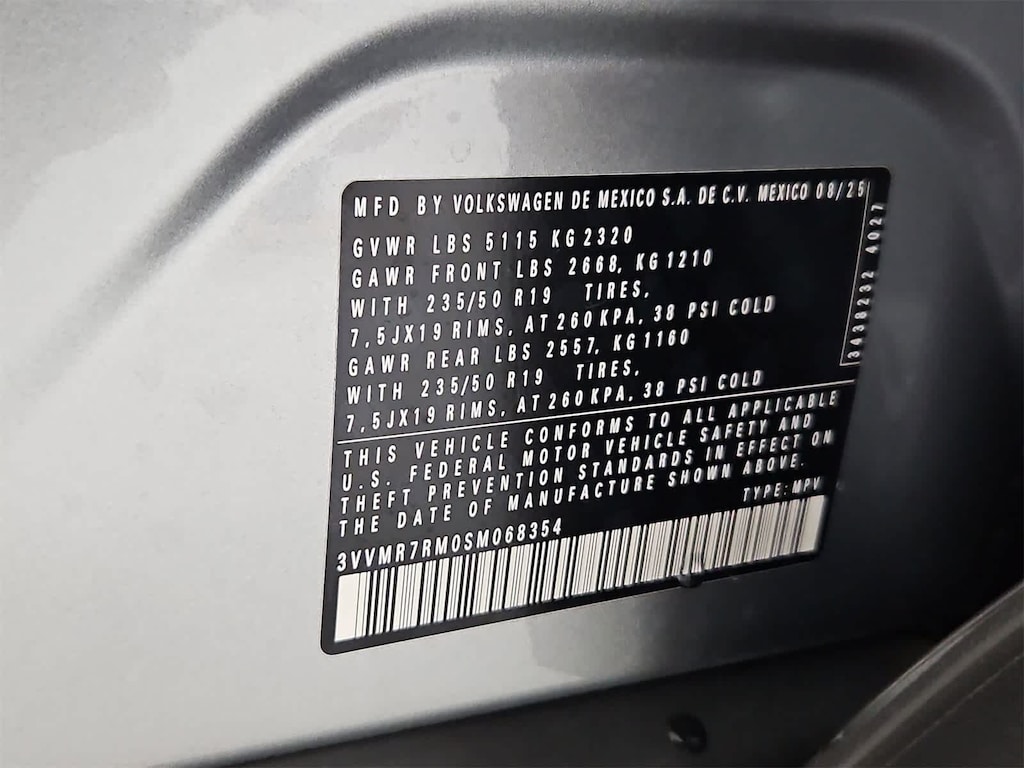 MFD BY VOLKSWAGEN DE MEXICO S.A. DE C.V. MEXICO 08/25
GVWR LBS 5115 KG 2320
GAWR FRONT LBS 2668, KG 1210
WITH 235/50 R19 TIRES,
7,5JX19 RIMS, AT 260 KPA, 38 PSI COLD
GAWR REAR LBS 2557, KG 1160
WITH 235/50 R19 TIRES,
7,5JX19 RIMS, AT 260 KPA, 38 PSI COLD
3438232 A027
THIS VEHICLE CONFORMS TO ALL APPLICABLE
U.S. FEDERAL MOTOR VEHICLE SAFETY AND
THEFT PREVENTION STANDARDS IN EFFECT ON
THE DATE OF MANUFACTURE SHOWN ABOVE.
TYPE: MPV
3VVMR7RM0SM068354